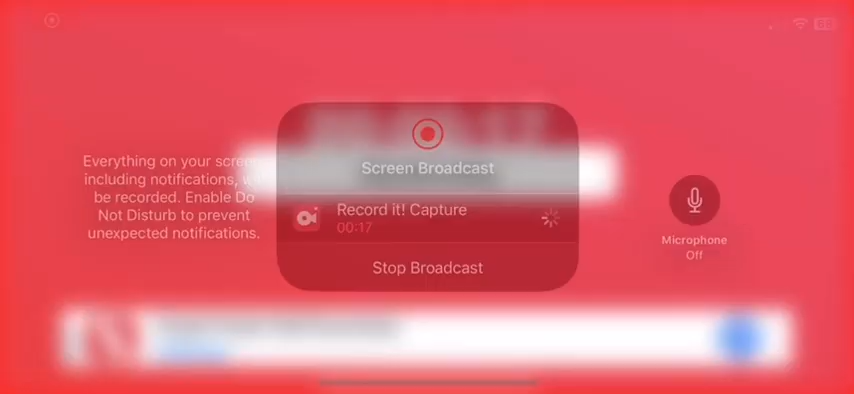 Everything on your screen,
including notifications, w
be recorded. Enable Do
Not Disturb to prevent
unexpected notifications.
Screen Broadcast
Record it! Capture
00:17
Stop Broadcast
Microphone
Off